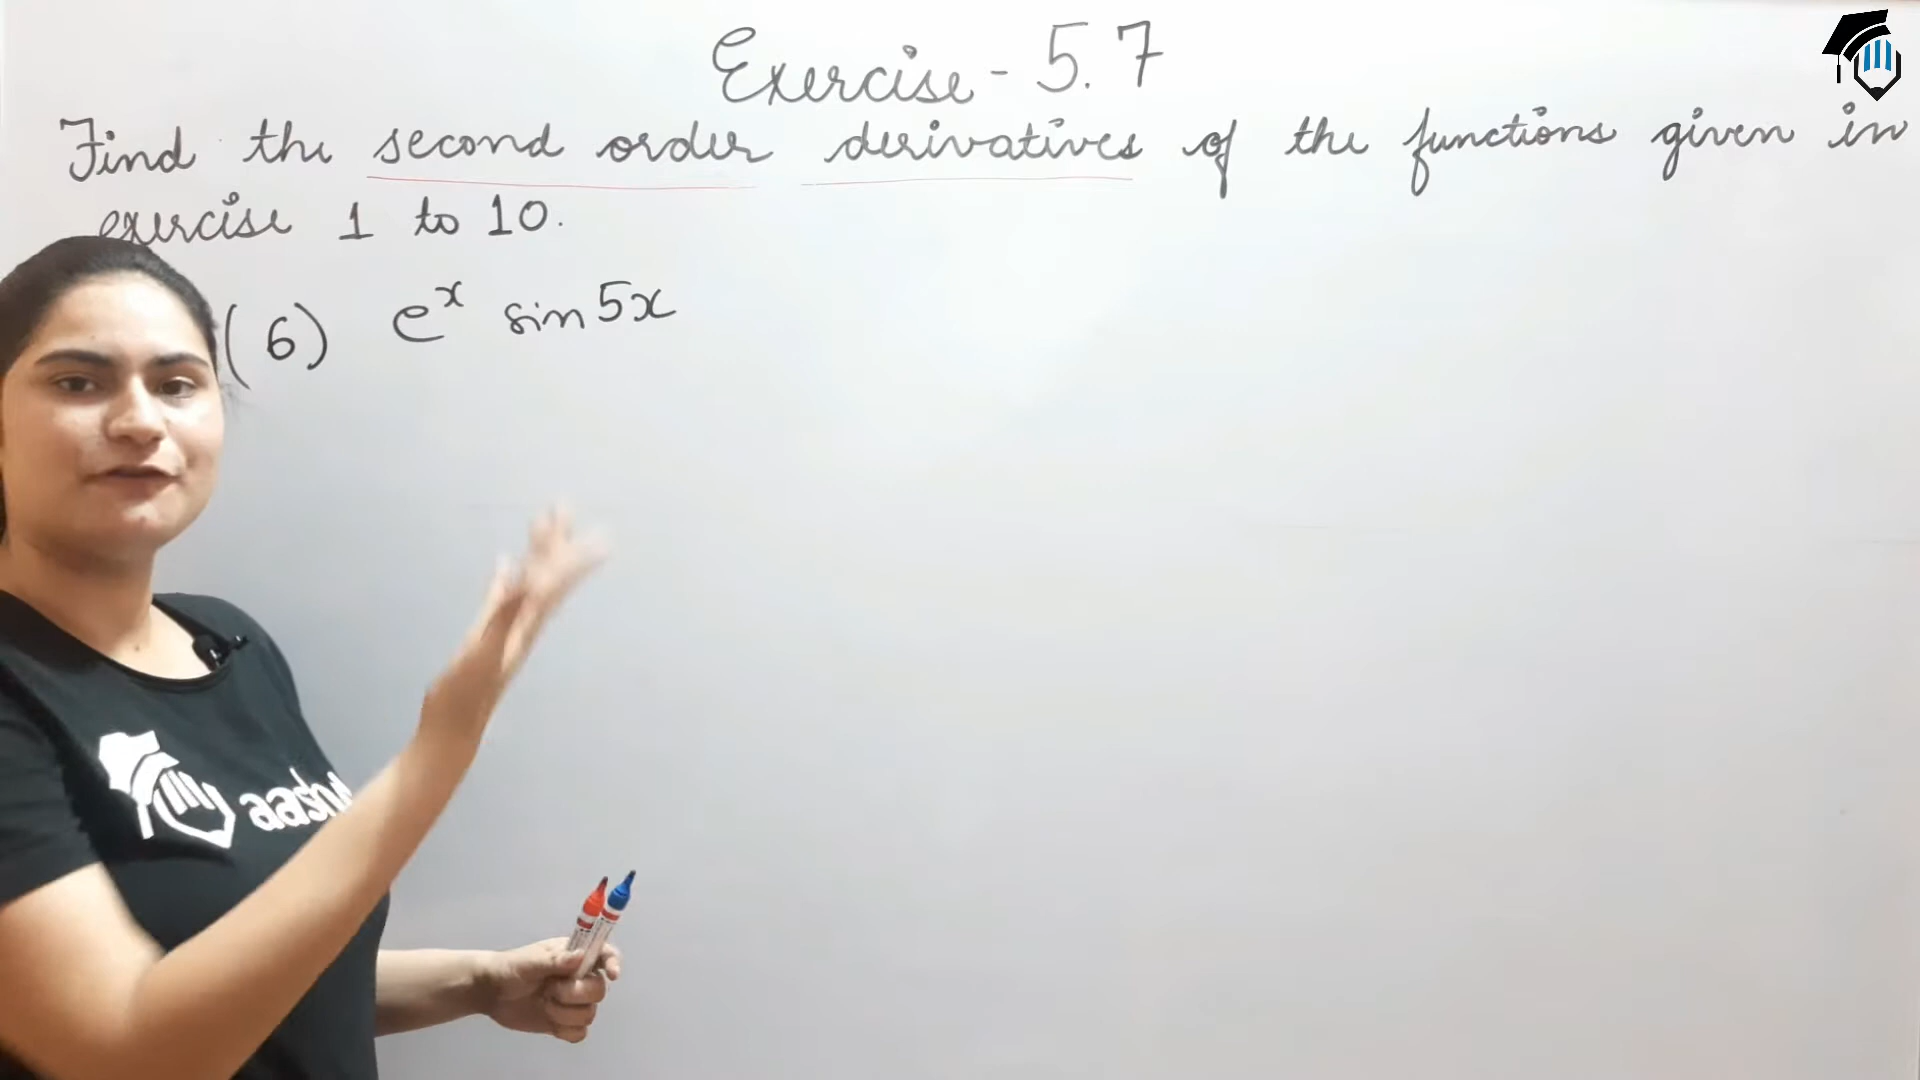 Exercise - 5.7
Find the second order derivatives of the functions given in
exercise 1 to 10.
(6) eˣ sin 5x